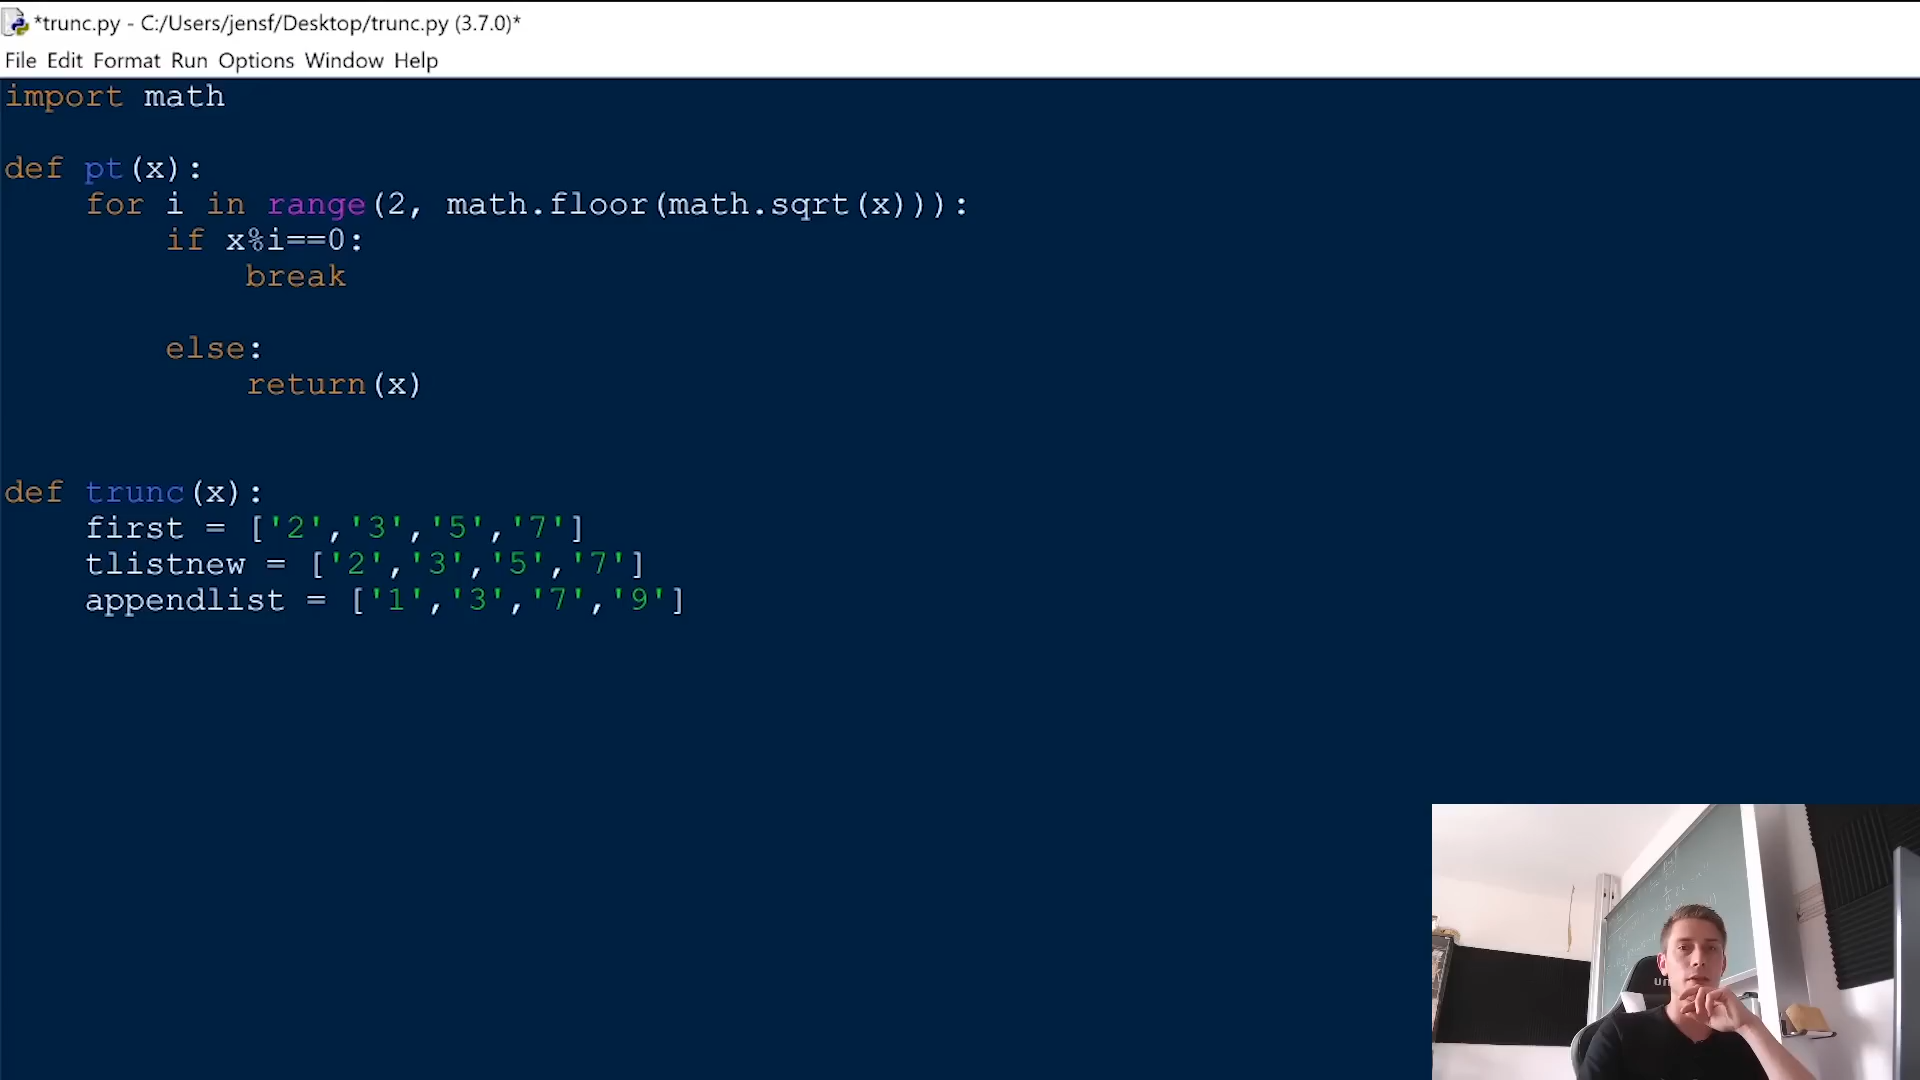 *trunc.py - C:/Users/jensf/Desktop/trunc.py (3.7.0)*
File Edit Format Run Options Window Help
import math
def pt(x):
for i in range(2, math.floor(math.sqrt(x))):
if x%i==0:
break
else:
return(x)
def trunc(x):
first = ['2','3','5','7']
tlistnew = ['2','3','5','7']
appendlist = ['1','3','7','9']